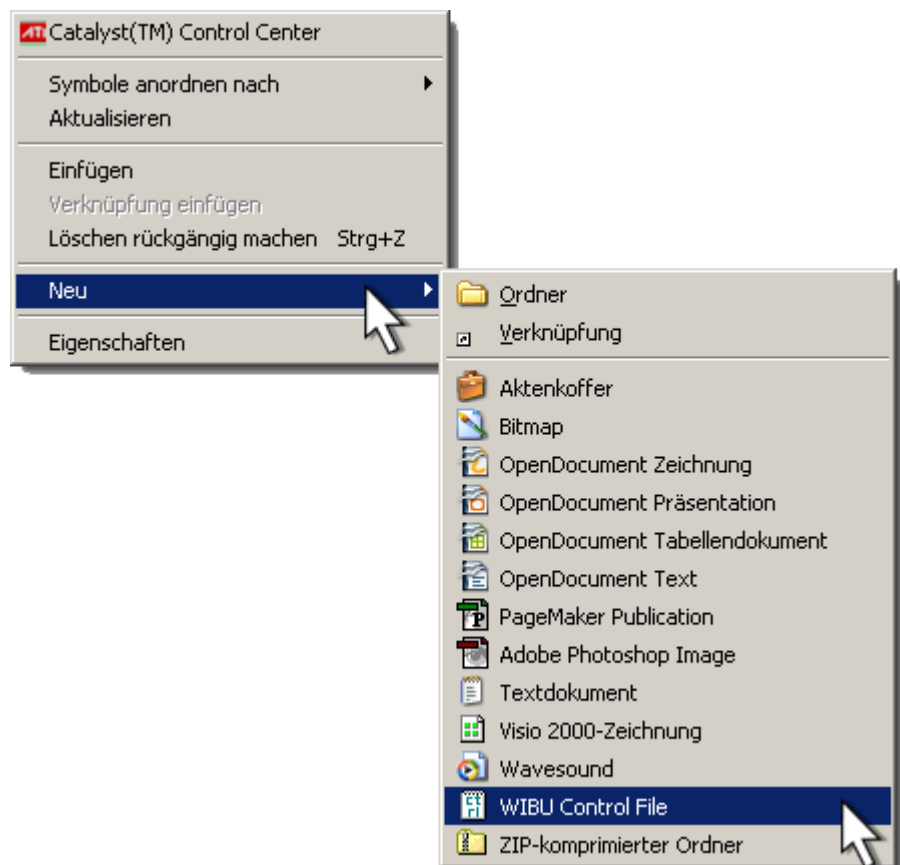 ATI Catalyst(TM) Control Center
Symbole anordnen nach
Aktualisieren
Einfügen
Verknüpfung einfügen
Löschen rückgängig machen Strg+Z
Neu
Eigenschaften
Ordner
Verknüpfung
Aktenkoffer
Bitmap
OpenDocument Zeichnung
OpenDocument Präsentation
OpenDocument Tabellendokument
OpenDocument Text
PageMaker Publication
Adobe Photoshop Image
Textdokument
Visio 2000-Zeichnung
Wavesound
ctrl WIBU Control File
ZIP-komprimierter Ordner